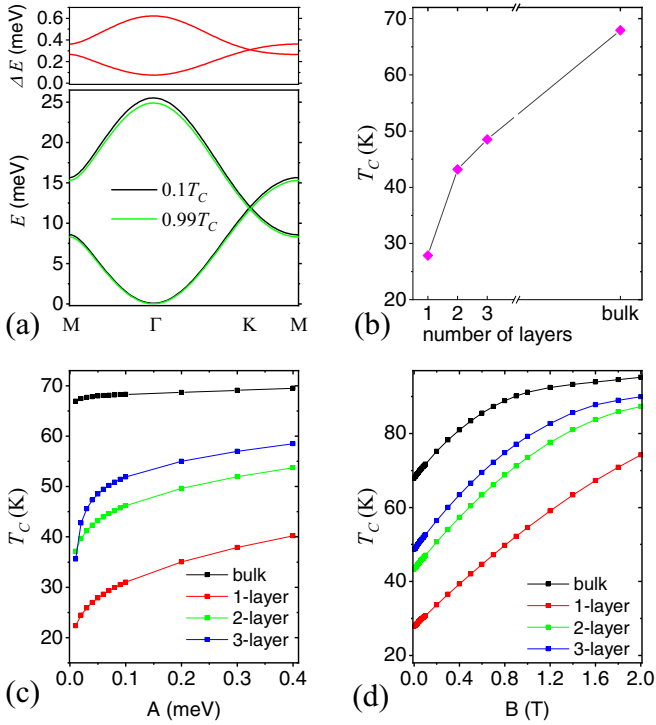 ΔE (meV)
0.6
0.4
0.2
0.0
E (meV)
25
20
15
10
5
0
0.1T_C
0.99T_C
M Γ K M
(a)
T_C (K)
70
60
50
40
30
20
1 2 3 bulk
number of layers
(b)
T_C (K)
70
60
50
40
30
20
bulk
1-layer
2-layer
3-layer
0.0 0.1 0.2 0.3 0.4
A (meV)
(c)
T_C (K)
80
60
40
20
bulk
1-layer
2-layer
3-layer
0.0 0.4 0.8 1.2 1.6 2.0
B (T)
(d)